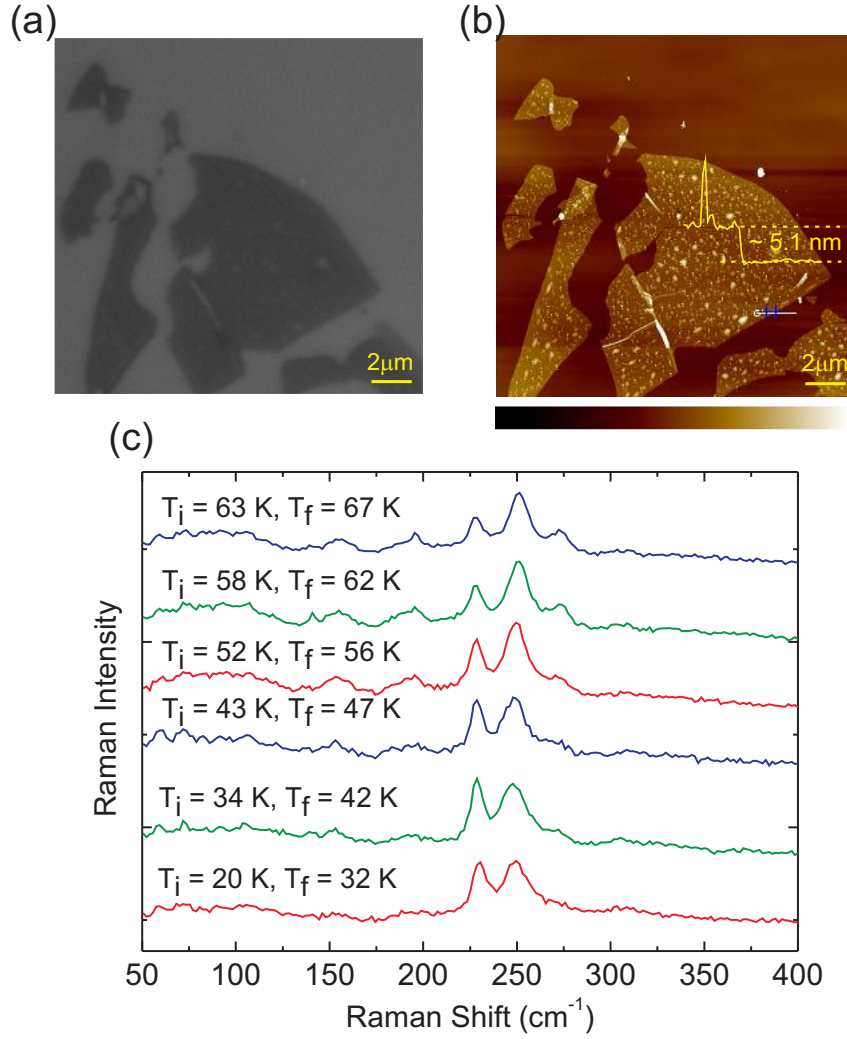 (a)
(b)
2μm
~ 5.1 nm
2μm
(c)
T_i = 63 K, T_f = 67 K
T_i = 58 K, T_f = 62 K
T_i = 52 K, T_f = 56 K
T_i = 43 K, T_f = 47 K
T_i = 34 K, T_f = 42 K
T_i = 20 K, T_f = 32 K
Raman Intensity
50 100 150 200 250 300 350 400
Raman Shift (cm⁻¹)